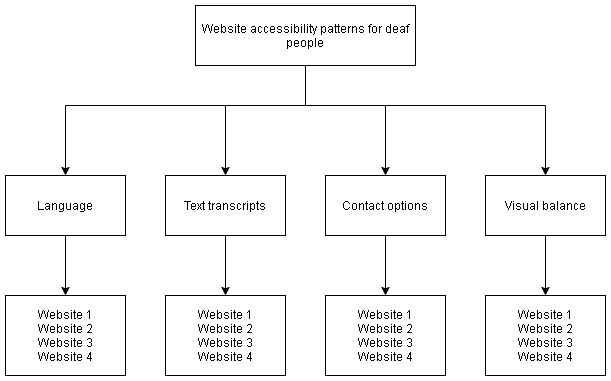 Website accessibility patterns for deaf
people
Language
Text transcripts
Contact options
Visual balance
Website 1
Website 2
Website 3
Website 4
Website 1
Website 2
Website 3
Website 4
Website 1
Website 2
Website 3
Website 4
Website 1
Website 2
Website 3
Website 4